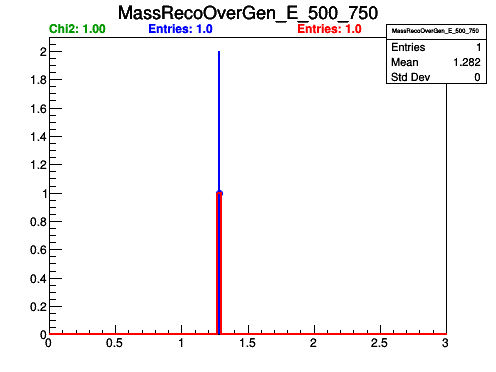 MassRecoOverGen_E_500_750
Chi2: 1.00 Entries: 1.0 Entries: 1.0
MassRecoOverGen_E_500_750
Entries 1
Mean 1.282
Std Dev 0
2
1.8
1.6
1.4
1.2
1
0.8
0.6
0.4
0.2
0
0 0.5 1 1.5 2 2.5 3